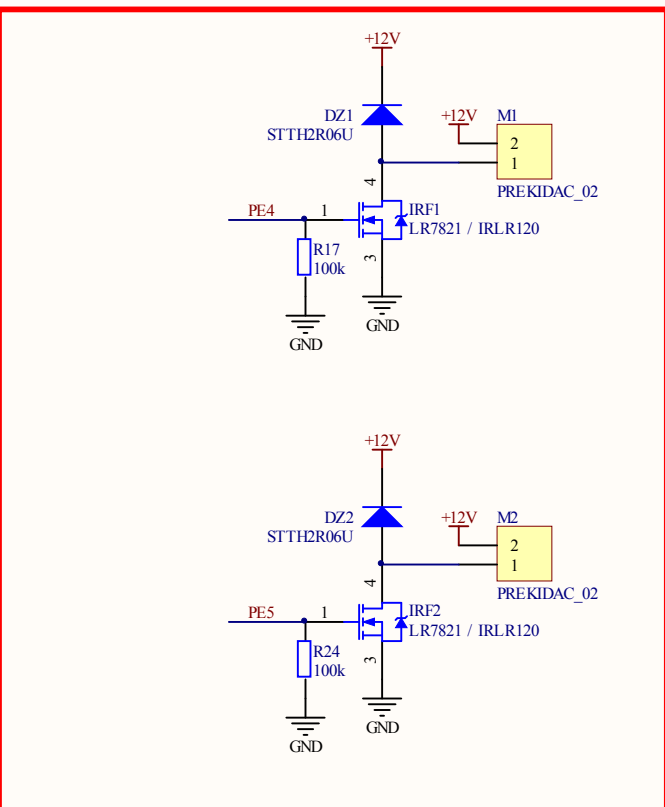 +12V
DZ1
STTH2R06U
+12V
M1
2
1
PREKIDAC_02
4
PE4
1
IRF1
LR7821 / IRLR120
R17
100k
3
GND
GND
+12V
DZ2
STTH2R06U
+12V
M2
2
1
PREKIDAC_02
4
PE5
1
IRF2
LR7821 / IRLR120
R24
100k
3
GND
GND